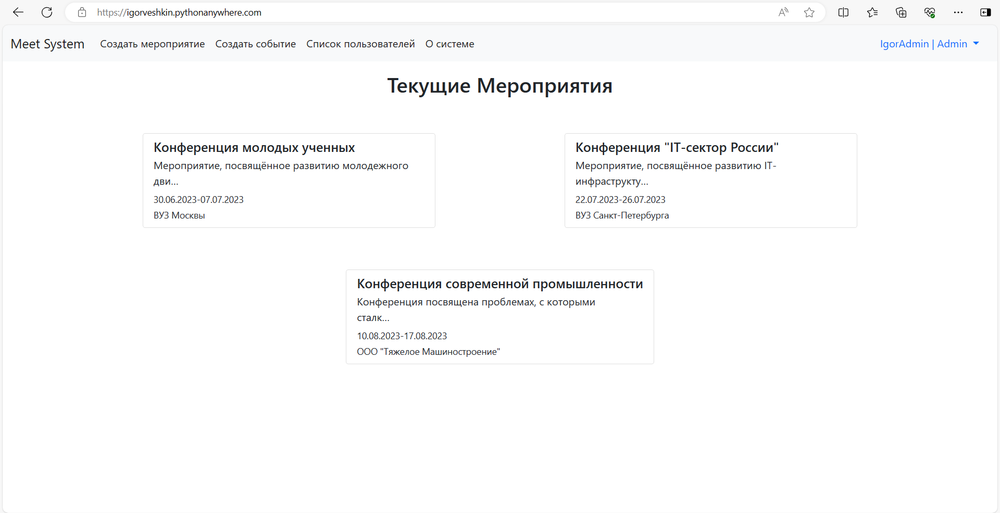 https://igorveshkin.pythonanywhere.com
Meet System Создать мероприятие Создать событие Список пользователей О системе IgorAdmin | Admin
Текущие Мероприятия
Конференция молодых ученных
Мероприятие, посвящённое развитию молодежного
дви...
30.06.2023-07.07.2023
ВУЗ Москвы
Конференция "IT-сектор России"
Мероприятие, посвящённое развитию IT-
инфраструкту...
22.07.2023-26.07.2023
ВУЗ Санкт-Петербурга
Конференция современной промышленности
Конференция посвящена проблемах, с которыми
сталк...
10.08.2023-17.08.2023
ООО "Тяжелое Машиностроение"